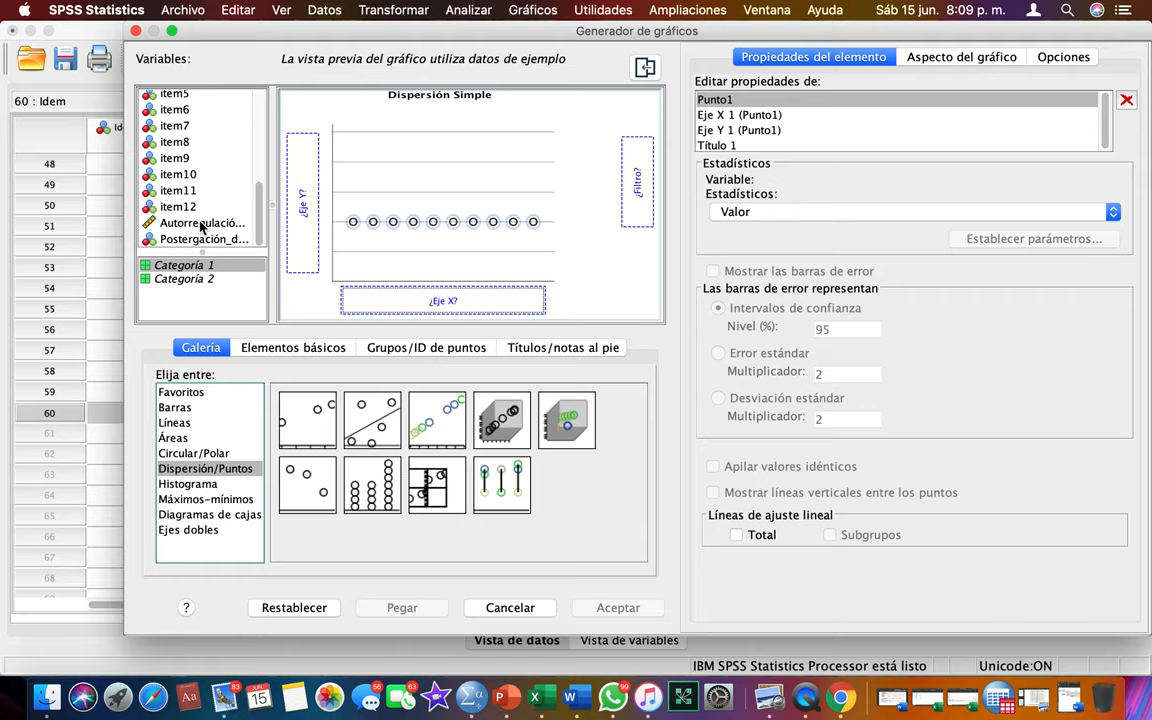 SPSS Statistics Archivo Editar Ver Datos Transformar Analizar Gráficos Utilidades Ampliaciones Ventana Ayuda Sáb 15 jun. 8:09 p. m.
Generador de gráficos
Variables:
La vista previa del gráfico utiliza datos de ejemplo
60 : Idem
Ide
48
49
50
51
52
53
54
55
56
57
58
59
60
61
62
63
64
65
66
67
68
item5
item6
item7
item8
item9
item10
item11
item12
Autorregulació...
Postergación_d...
Categoría 1
Categoría 2
Dispersión Simple
¿Eje Y?
¿Filtro?
¿Eje X?
Galería Elementos básicos Grupos/ID de puntos Títulos/notas al pie
Elija entre:
Favoritos
Barras
Líneas
Áreas
Circular/Polar
Dispersión/Puntos
Histograma
Máximos-mínimos
Diagramas de cajas
Ejes dobles
? Restablecer Pegar Cancelar Aceptar
Propiedades del elemento Aspecto del gráfico Opciones
Editar propiedades de:
Punto1
Eje X 1 (Punto1)
Eje Y 1 (Punto1)
Título 1
Estadísticos
Variable:
Estadísticos:
Valor
Establecer parámetros...
Mostrar las barras de error
Las barras de error representan
Intervalos de confianza
Nivel (%): 95
Error estándar
Multiplicador: 2
Desviación estándar
Multiplicador: 2
Apilar valores idénticos
Mostrar líneas verticales entre los puntos
Líneas de ajuste lineal
Total Subgrupos
Vista de datos Vista de variables
IBM SPSS Statistics Processor está listo Unicode:ON